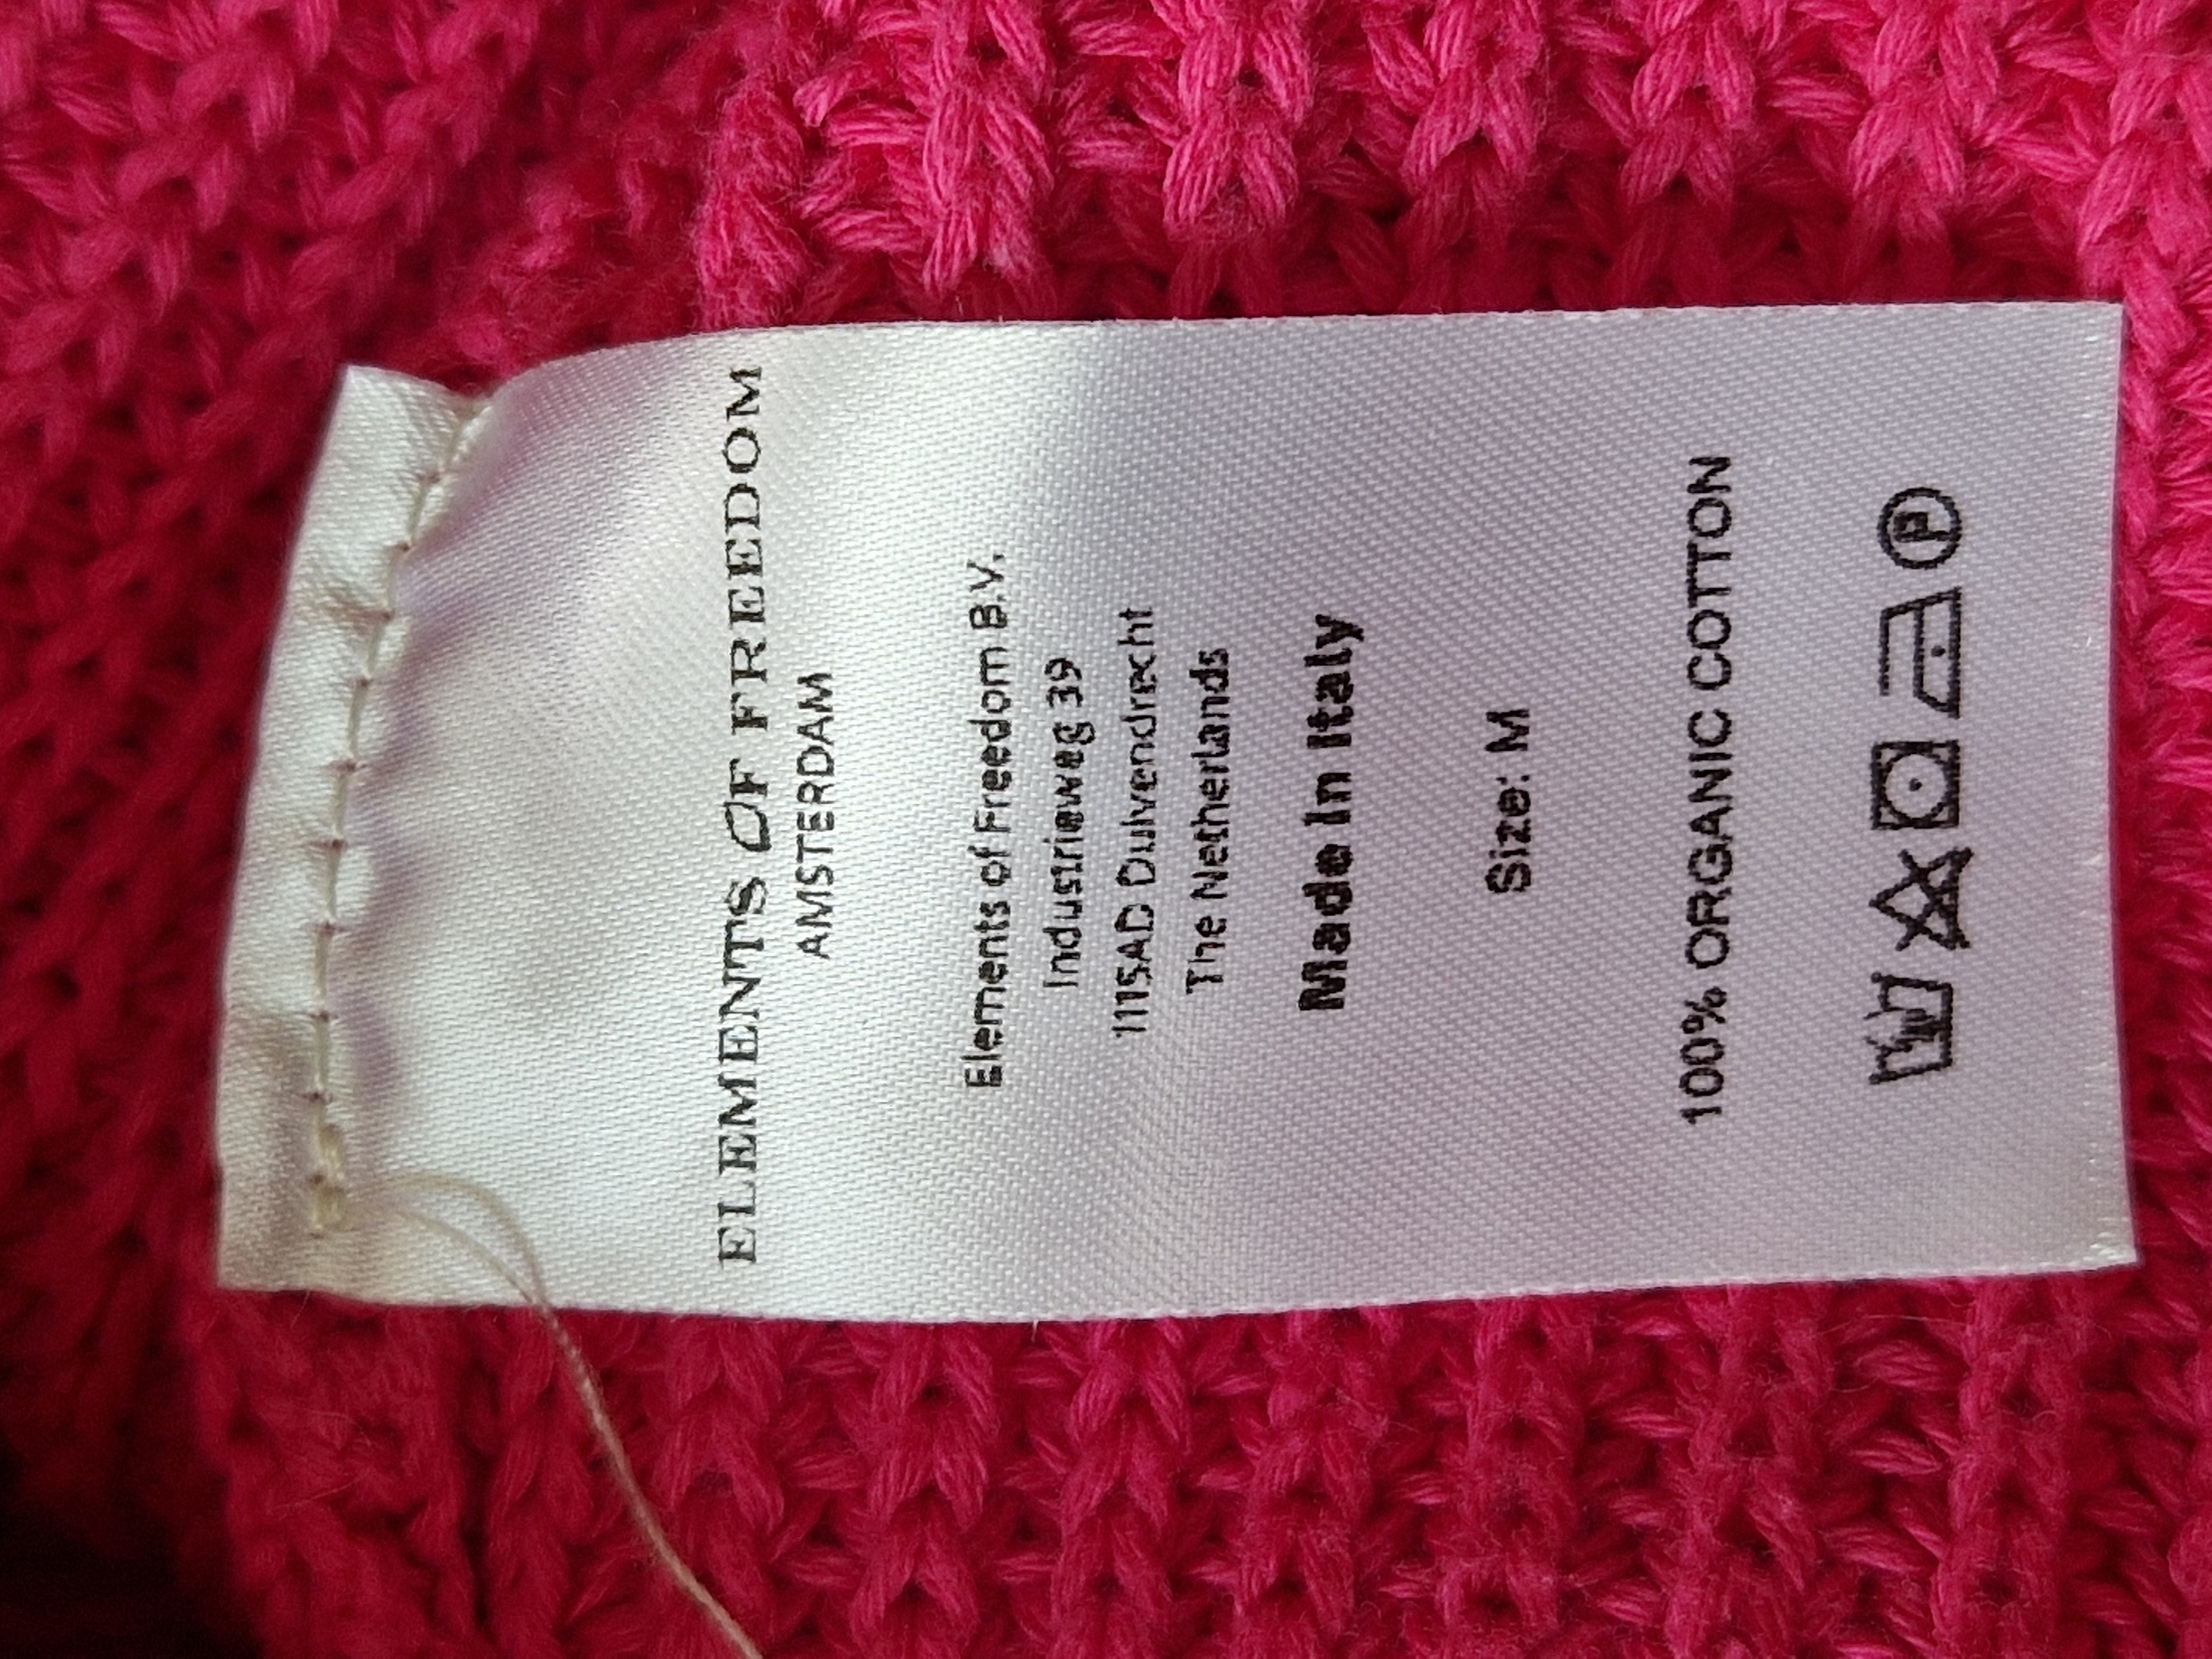 ELEMENTS OF FREEDOM
AMSTERDAM
Elements of Freedom B.V.
Industrieweg 39
1115AD Duivendrecht
The Netherlands
Made In Italy
Size: M
100% ORGANIC COTTON
P